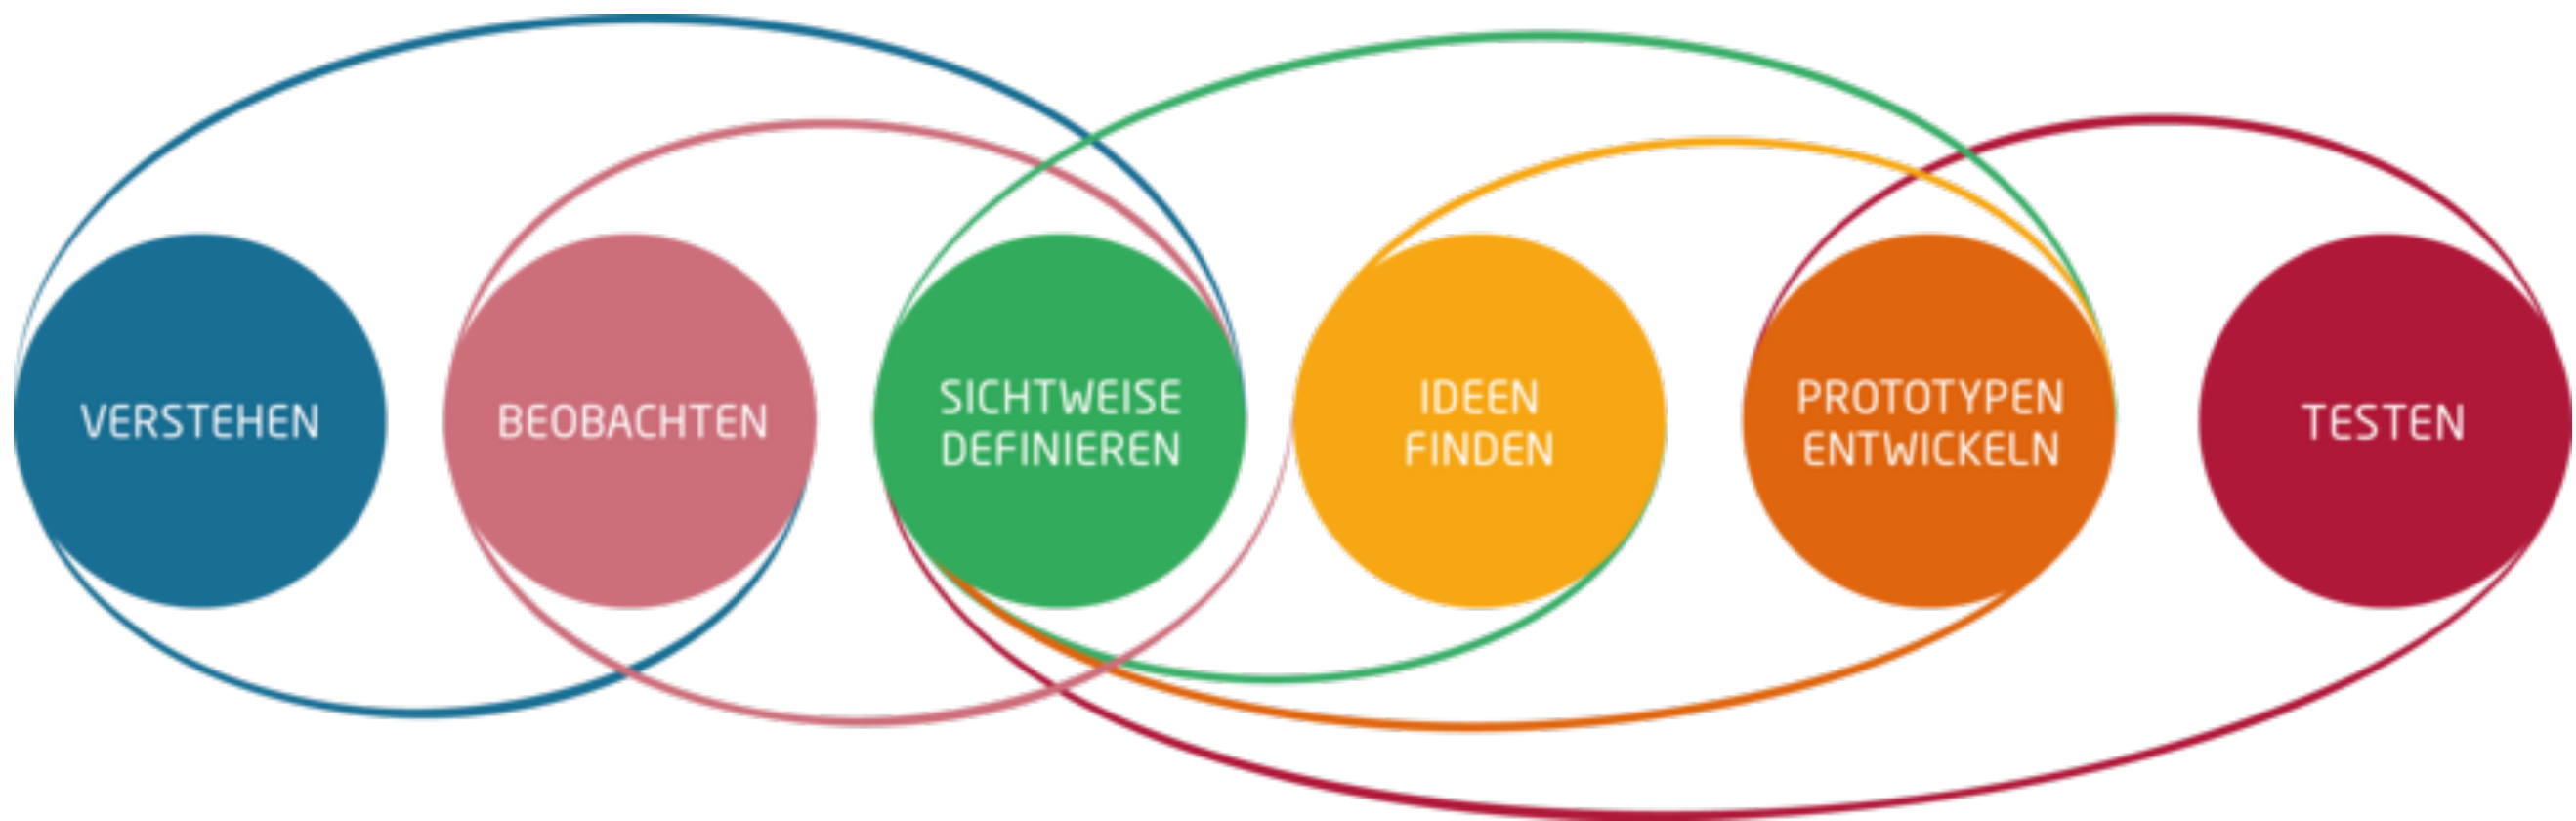 VERSTEHEN
BEOBACHTEN
SICHTWEISE
DEFINIEREN
IDEEN
FINDEN
PROTOTYPEN
ENTWICKELN
TESTEN